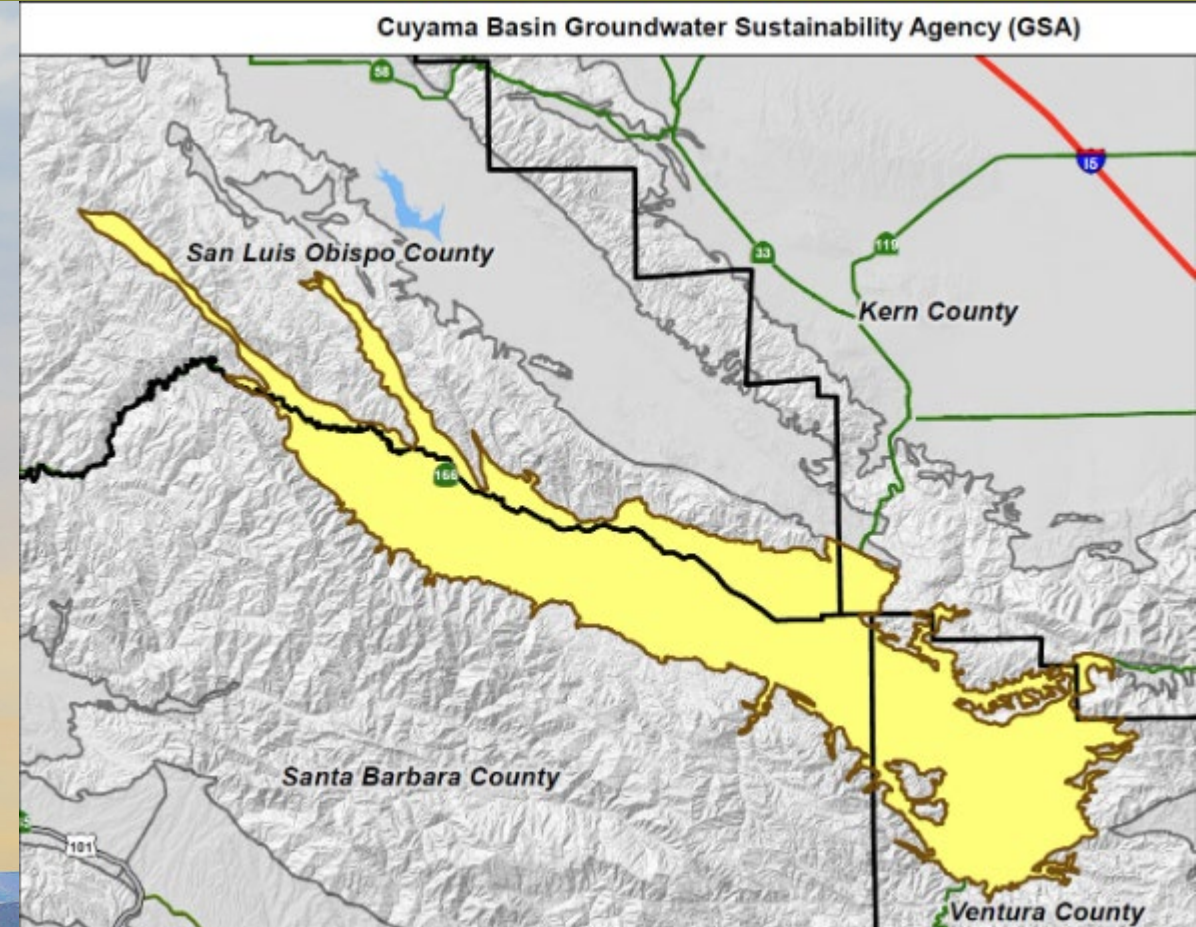 Cuyama Basin Groundwater Sustainability Agency (GSA)
58
15
119
San Luis Obispo County
33
Kern County
166
Santa Barbara County
101
Ventura County